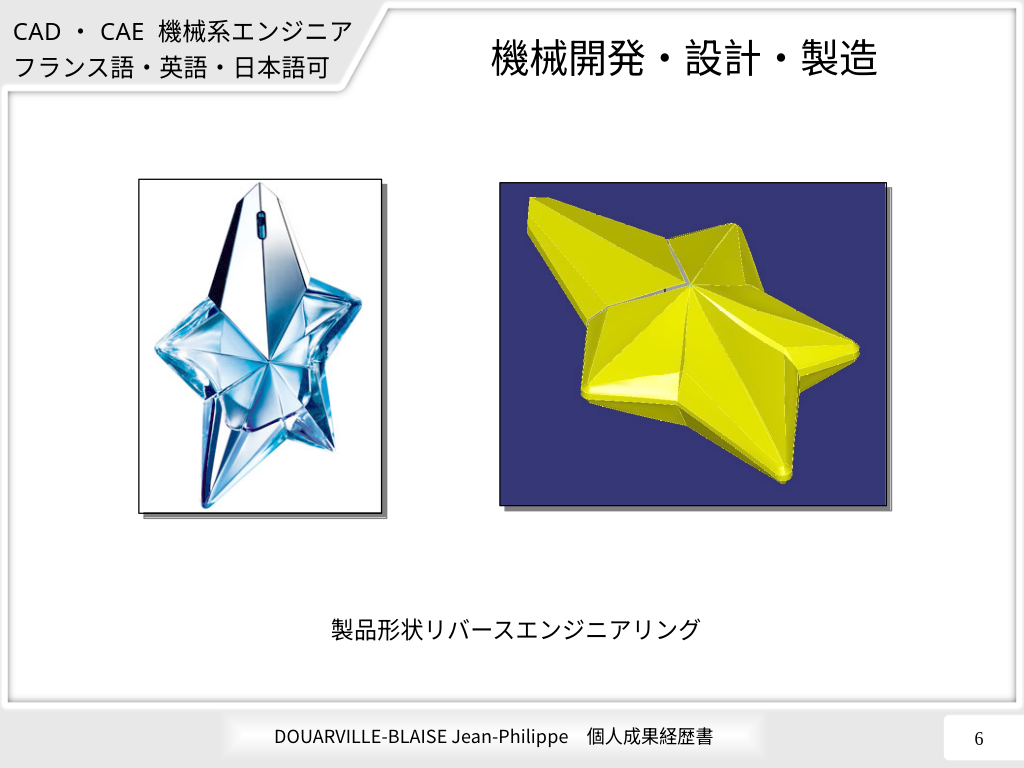 CAD ・ CAE 機械系エンジニア
フランス語・英語・日本語可
機械開発・設計・製造
製品形状リバースエンジニアリング
DOUARVILLE-BLAISE Jean-Philippe　個人成果経歴書
6